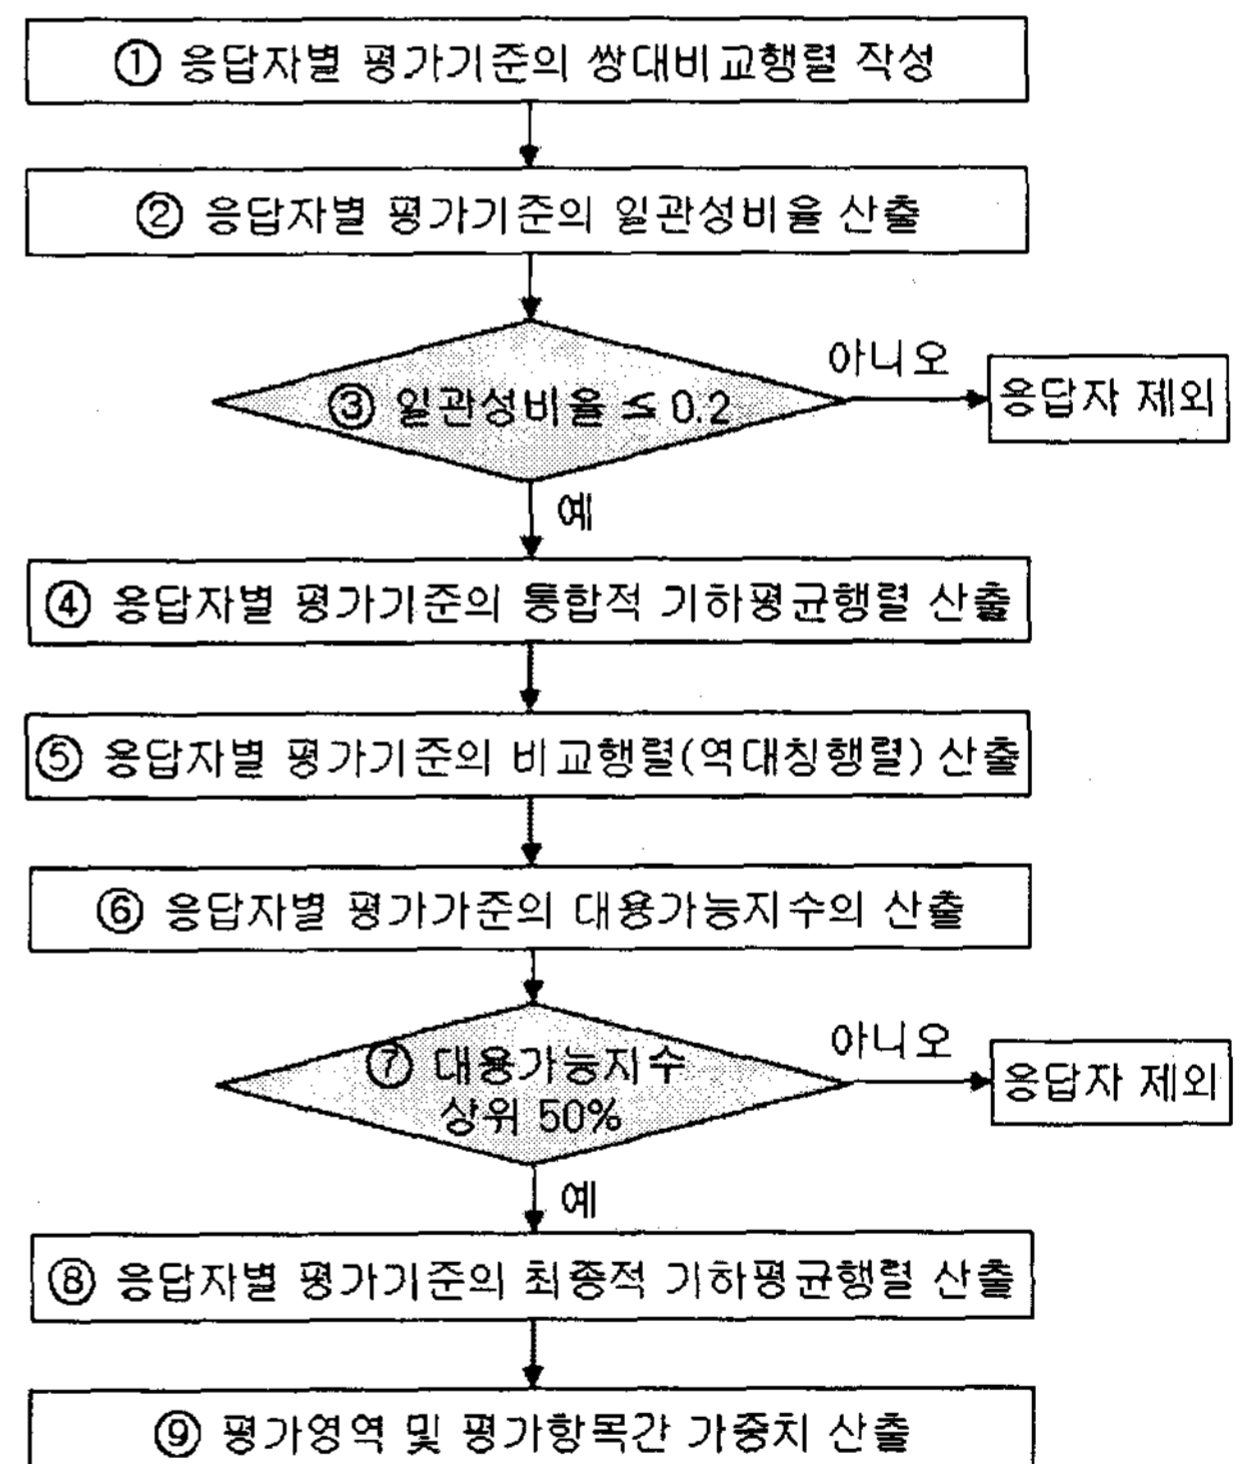 ① 응답자별 평가기준의 쌍대비교행렬 작성
② 응답자별 평가기준의 일관성비율 산출
아니오
③ 일관성비율 ≤ 0.2
응답자 제외
예
④ 응답자별 평가기준의 통합적 기하평균행렬 산출
⑤ 응답자별 평가기준의 비교행렬(역대칭행렬) 산출
⑥ 응답자별 평가가준의 대용가능지수의 산출
아니오
⑦ 대용가능지수
상위 50%
응답자 제외
예
⑧ 응답자별 평가기준의 최종적 기하평균행렬 산출
⑨ 평가영역 및 평가항목간 가중치 산출